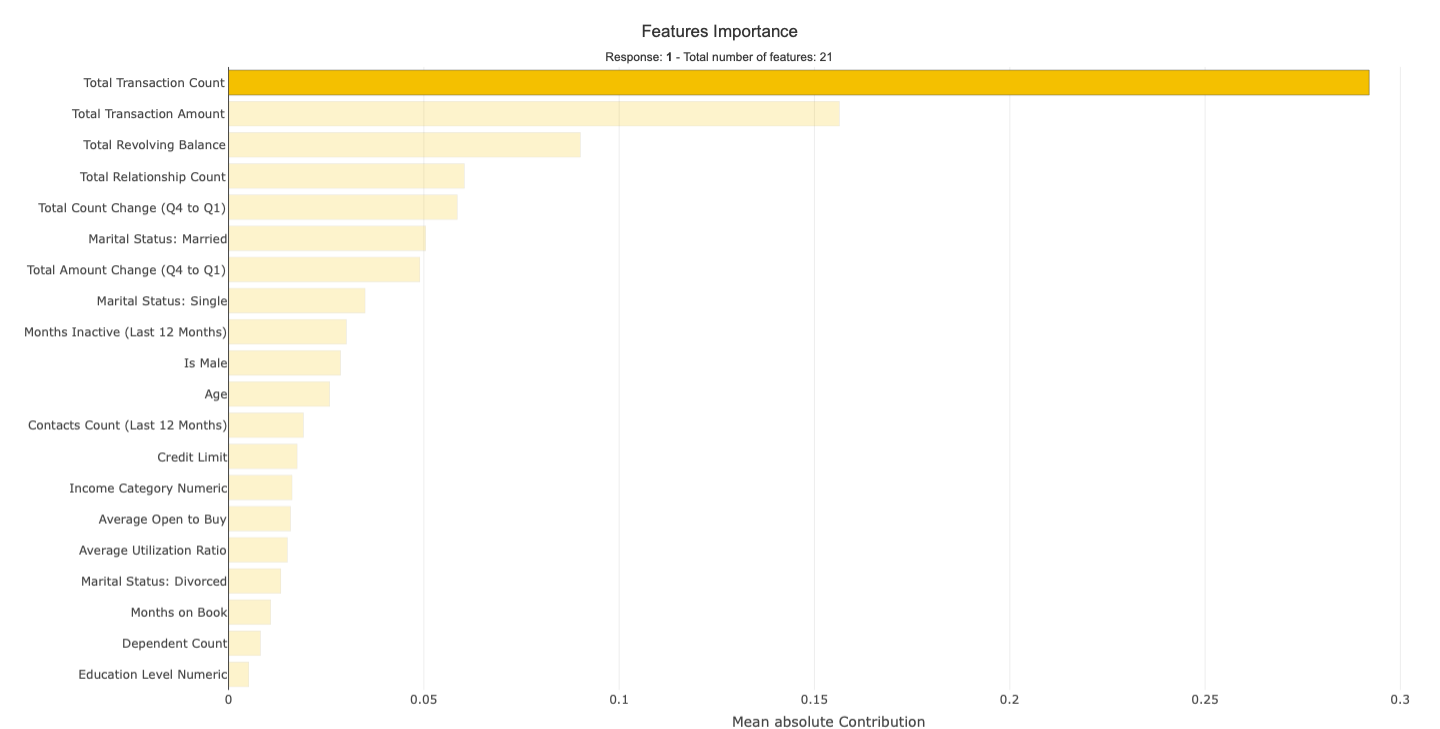 Features Importance
Response: 1 - Total number of features: 21
Total Transaction Count
Total Transaction Amount
Total Revolving Balance
Total Relationship Count
Total Count Change (Q4 to Q1)
Marital Status: Married
Total Amount Change (Q4 to Q1)
Marital Status: Single
Months Inactive (Last 12 Months)
Is Male
Age
Contacts Count (Last 12 Months)
Credit Limit
Income Category Numeric
Average Open to Buy
Average Utilization Ratio
Marital Status: Divorced
Months on Book
Dependent Count
Education Level Numeric
0 0.05 0.1 0.15 0.2 0.25 0.3
Mean absolute Contribution